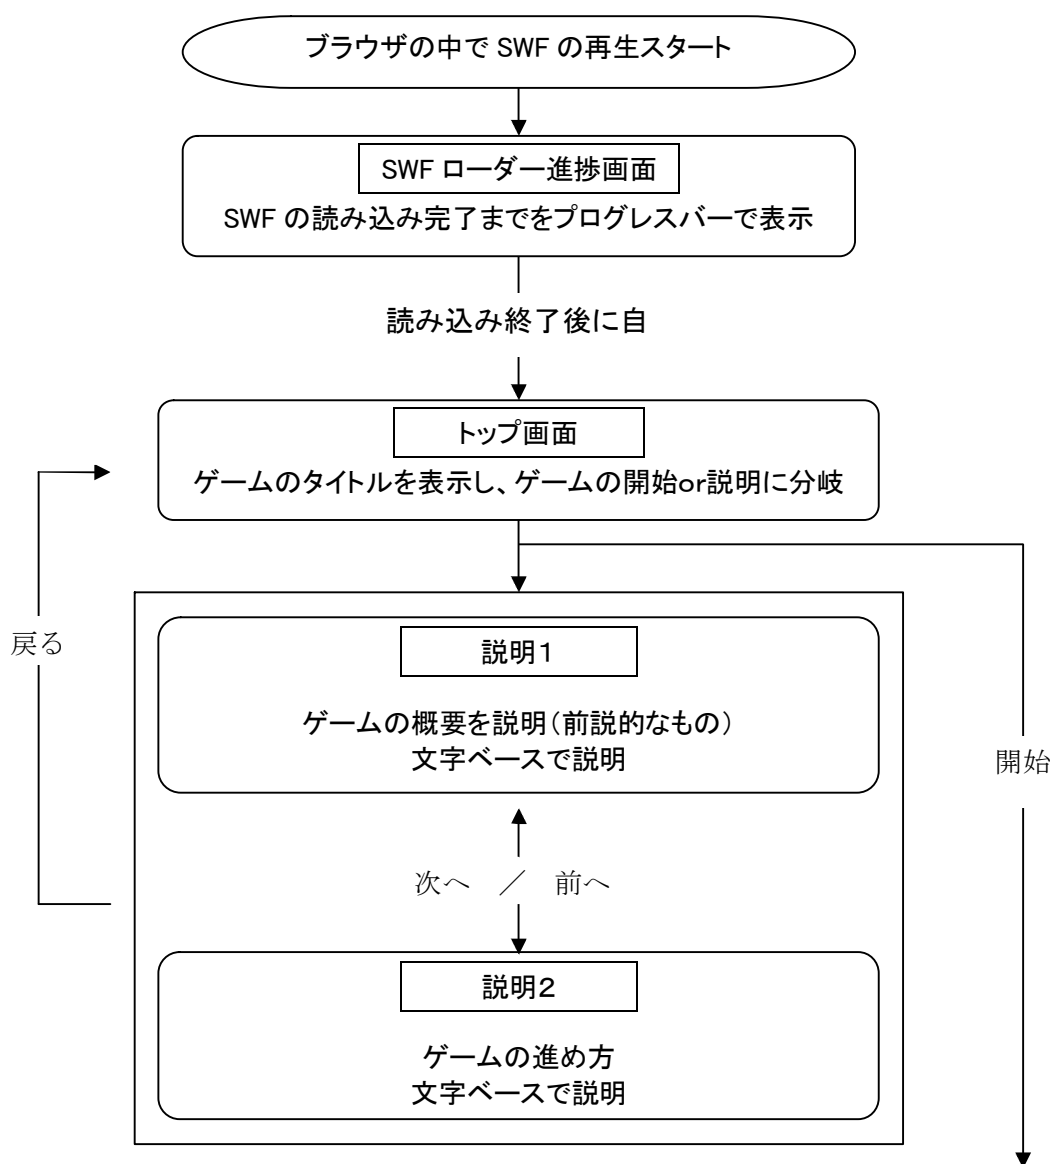 ブラウザの中で SWF の再生スタート
SWF ローダー進捗画面
SWF の読み込み完了までをプログレスバーで表示
読み込み終了後に自
トップ画面
ゲームのタイトルを表示し、ゲームの開始or説明に分岐
説明1
戻る
ゲームの概要を説明（前説的なもの）
文字ベースで説明
開始
次へ　／　前へ
説明2
ゲームの進め方
文字ベースで説明